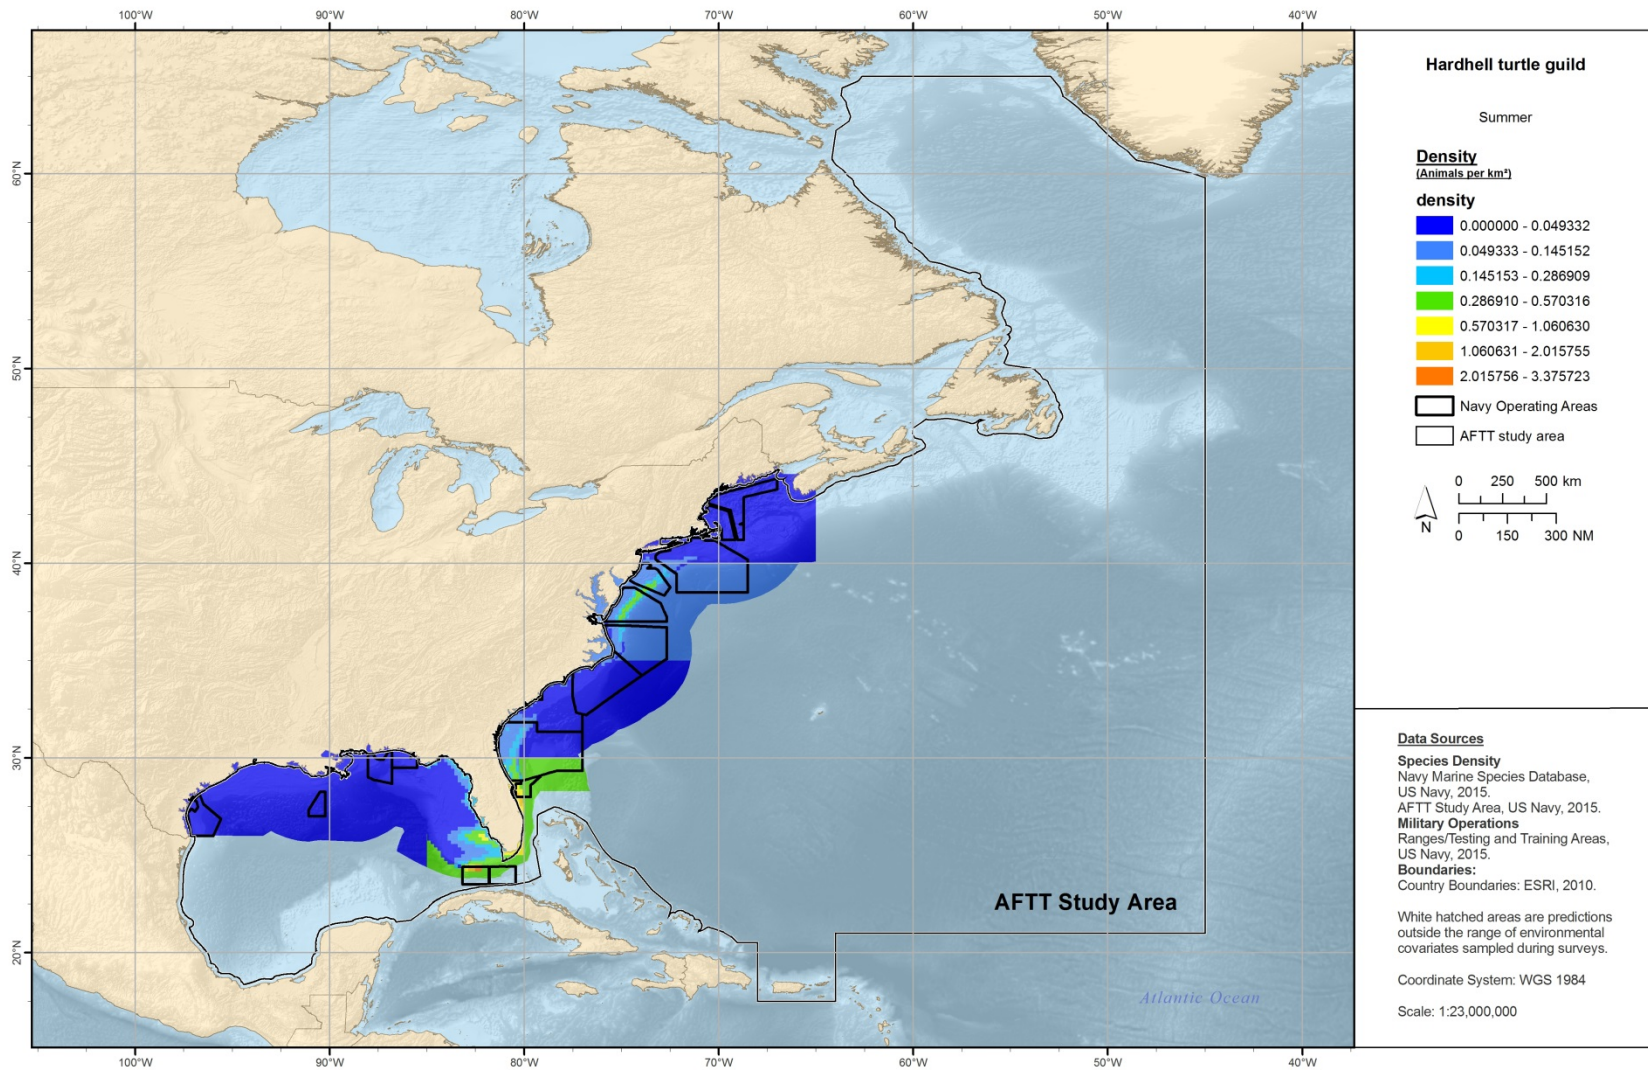 100°W 90°W 80°W 70°W 60°W 50°W 40°W
60°N
50°N
40°N
30°N
20°N
AFTT Study Area
Atlantic Ocean
100°W 90°W 80°W 70°W 60°W 50°W 40°W
Hardhell turtle guild
Summer
Density
(Animals per km²)
density
0.000000 - 0.049332
0.049333 - 0.145152
0.145153 - 0.286909
0.286910 - 0.570316
0.570317 - 1.060630
1.060631 - 2.015755
2.015756 - 3.375723
Navy Operating Areas
AFTT study area
N
0 250 500 km
0 150 300 NM
Data Sources
Species Density
Navy Marine Species Database,
US Navy, 2015.
AFTT Study Area, US Navy, 2015.
Military Operations
Ranges/Testing and Training Areas,
US Navy, 2015.
Boundaries:
Country Boundaries: ESRI, 2010.
White hatched areas are predictions
outside the range of environmental
covariates sampled during surveys.
Coordinate System: WGS 1984
Scale: 1:23,000,000